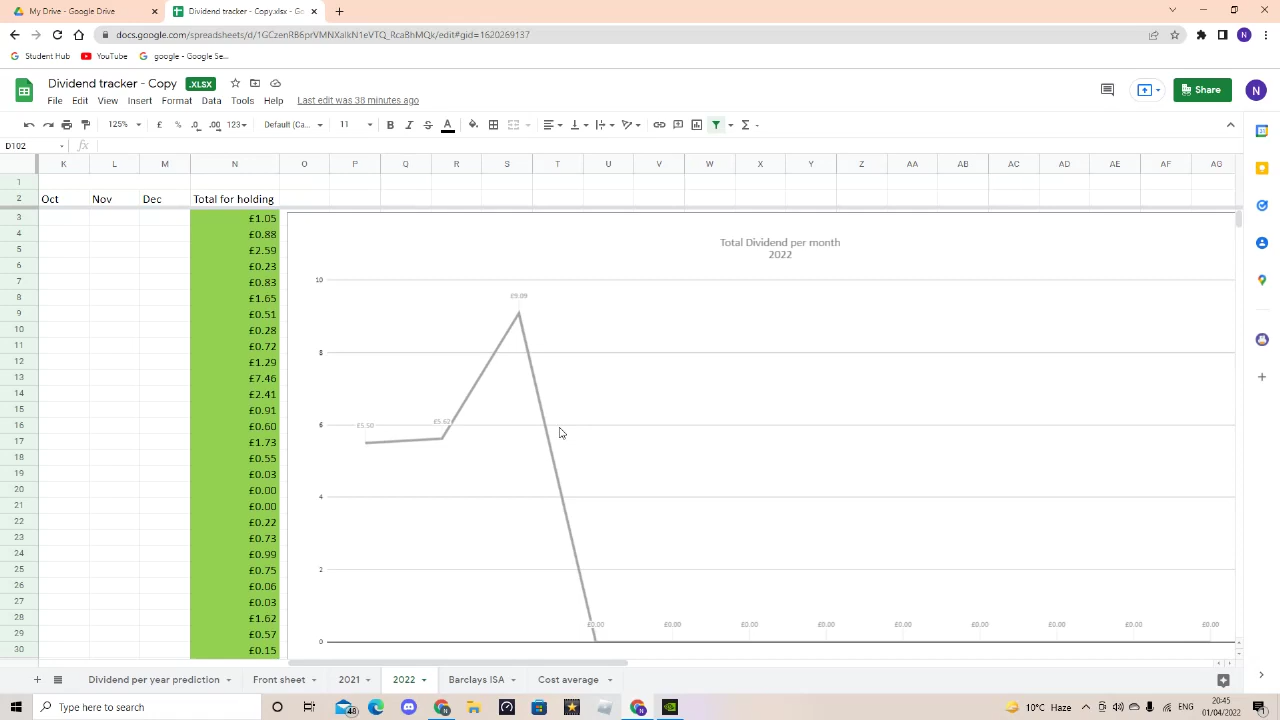 My Drive - Google Drive
Dividend tracker - Copy.xlsx - Go
docs.google.com/spreadsheets/d/1GCzenRB6prVMNXaIkN1eVTQ_RcaBhMQk/edit#gid=1620269137
Student Hub YouTube google - Google Se...
Dividend tracker - Copy .XLSX
File Edit View Insert Format Data Tools Help Last edit was 38 minutes ago
Share N
125% £ % .0 .00 123 Default (Ca... 11 B I S A
D102 fx
K L M N O P Q R S T U V W X Y Z AA AB AC AD AE AF AG
1
2 Oct Nov Dec Total for holding
3 £1.05
4 £0.88
5 £2.59
6 £0.23
7 £0.83
8 £1.65
9 £0.51
10 £0.28
11 £0.72
12 £1.29
13 £7.46
14 £2.41
15 £0.91
16 £0.60
17 £1.73
18 £0.55
19 £0.03
20 £0.00
21 £0.00
22 £0.22
23 £0.73
24 £0.99
25 £0.75
26 £0.06
27 £0.03
28 £1.62
29 £0.57
30 £0.15
Total Dividend per month
2022
10
8
6
4
2
0
£5.50 £5.62 £9.09 £0.00 £0.00 £0.00 £0.00 £0.00 £0.00 £0.00 £0.00 £0.00
Dividend per year prediction Front sheet 2021 2022 Barclays ISA Cost average
Type here to search
10°C Haze ENG
20:45
01/04/2022